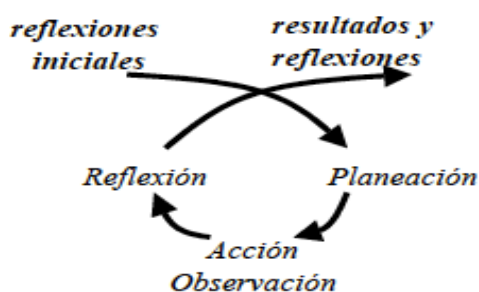 reflexiones
iniciales
resultados y
reflexiones
Reflexión
Planeación
Acción
Observación